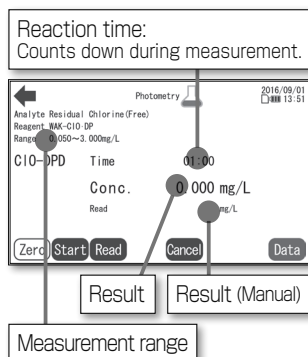 Reaction time:
Counts down during measurement.
Photometry
2016/09/01
13:51
Analyte Residual Chlorine(Free)
Reagent WAK-ClO·DP
Range 0.050～3.000mg/L
ClO-DPD Time 01:00
Conc. 0.000 mg/L
Read mg/L
Zero Start Read Cancel Data
Result Result (Manual)
Measurement range